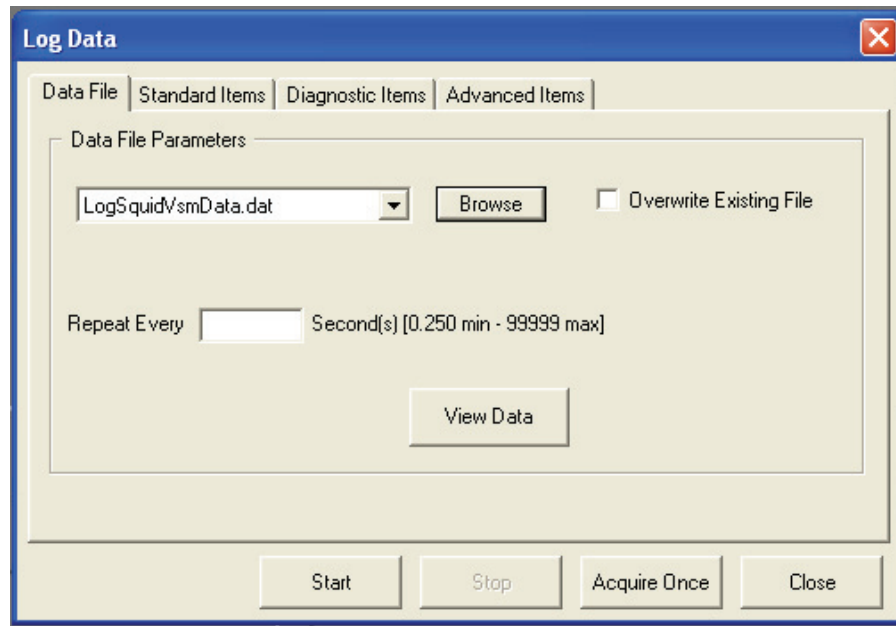 Log Data
Data File Standard Items Diagnostic Items Advanced Items
Data File Parameters
LogSquidVsmData.dat Browse Overwrite Existing File
Repeat Every Second(s) [0.250 min - 99999 max]
View Data
Start Stop Acquire Once Close